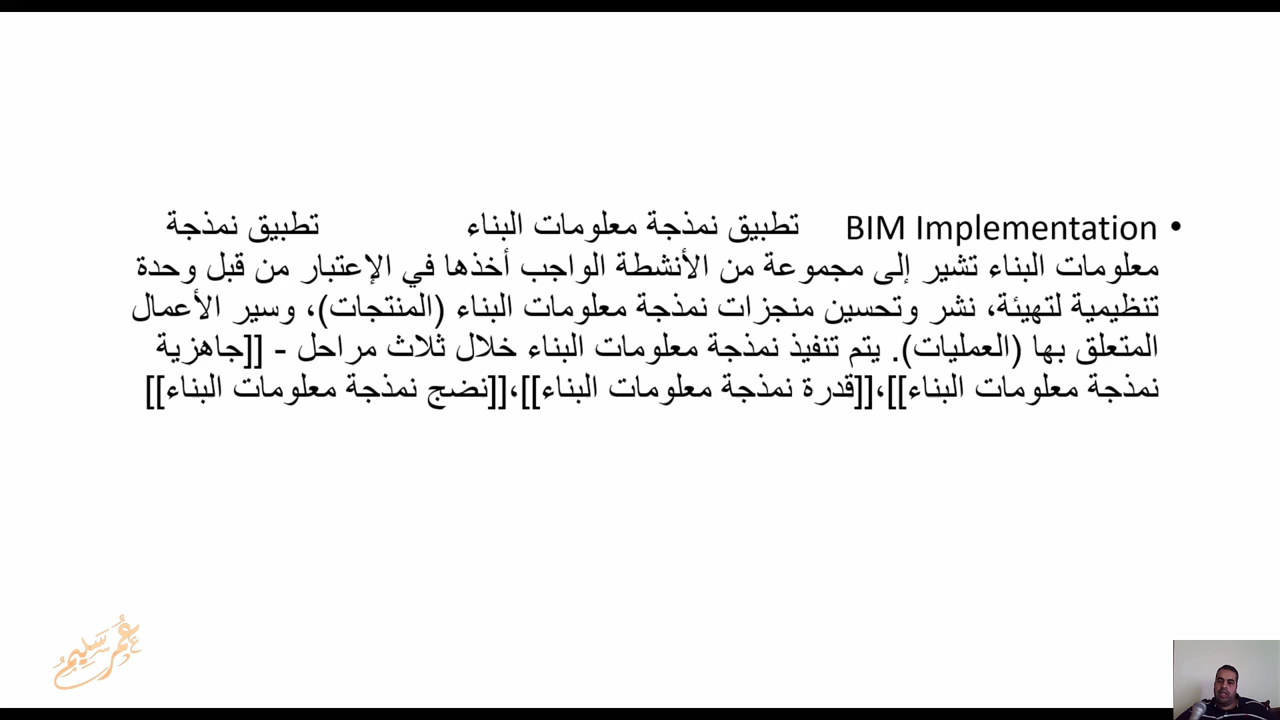 • BIM Implementation تطبيق نمذجة معلومات البناء تطبيق نمذجة
معلومات البناء تشير إلى مجموعة من الأنشطة الواجب أخذها في الإعتبار من قبل وحدة
تنظيمية لتهيئة، نشر وتحسين منجزات نمذجة معلومات البناء (المنتجات)، وسير الأعمال
المتعلق بها (العمليات). يتم تنفيذ نمذجة معلومات البناء خلال ثلاث مراحل - [[جاهزية
نمذجة معلومات البناء]]،[[قدرة نمذجة معلومات البناء]]،[[نضج نمذجة معلومات البناء]]
عمر سليم